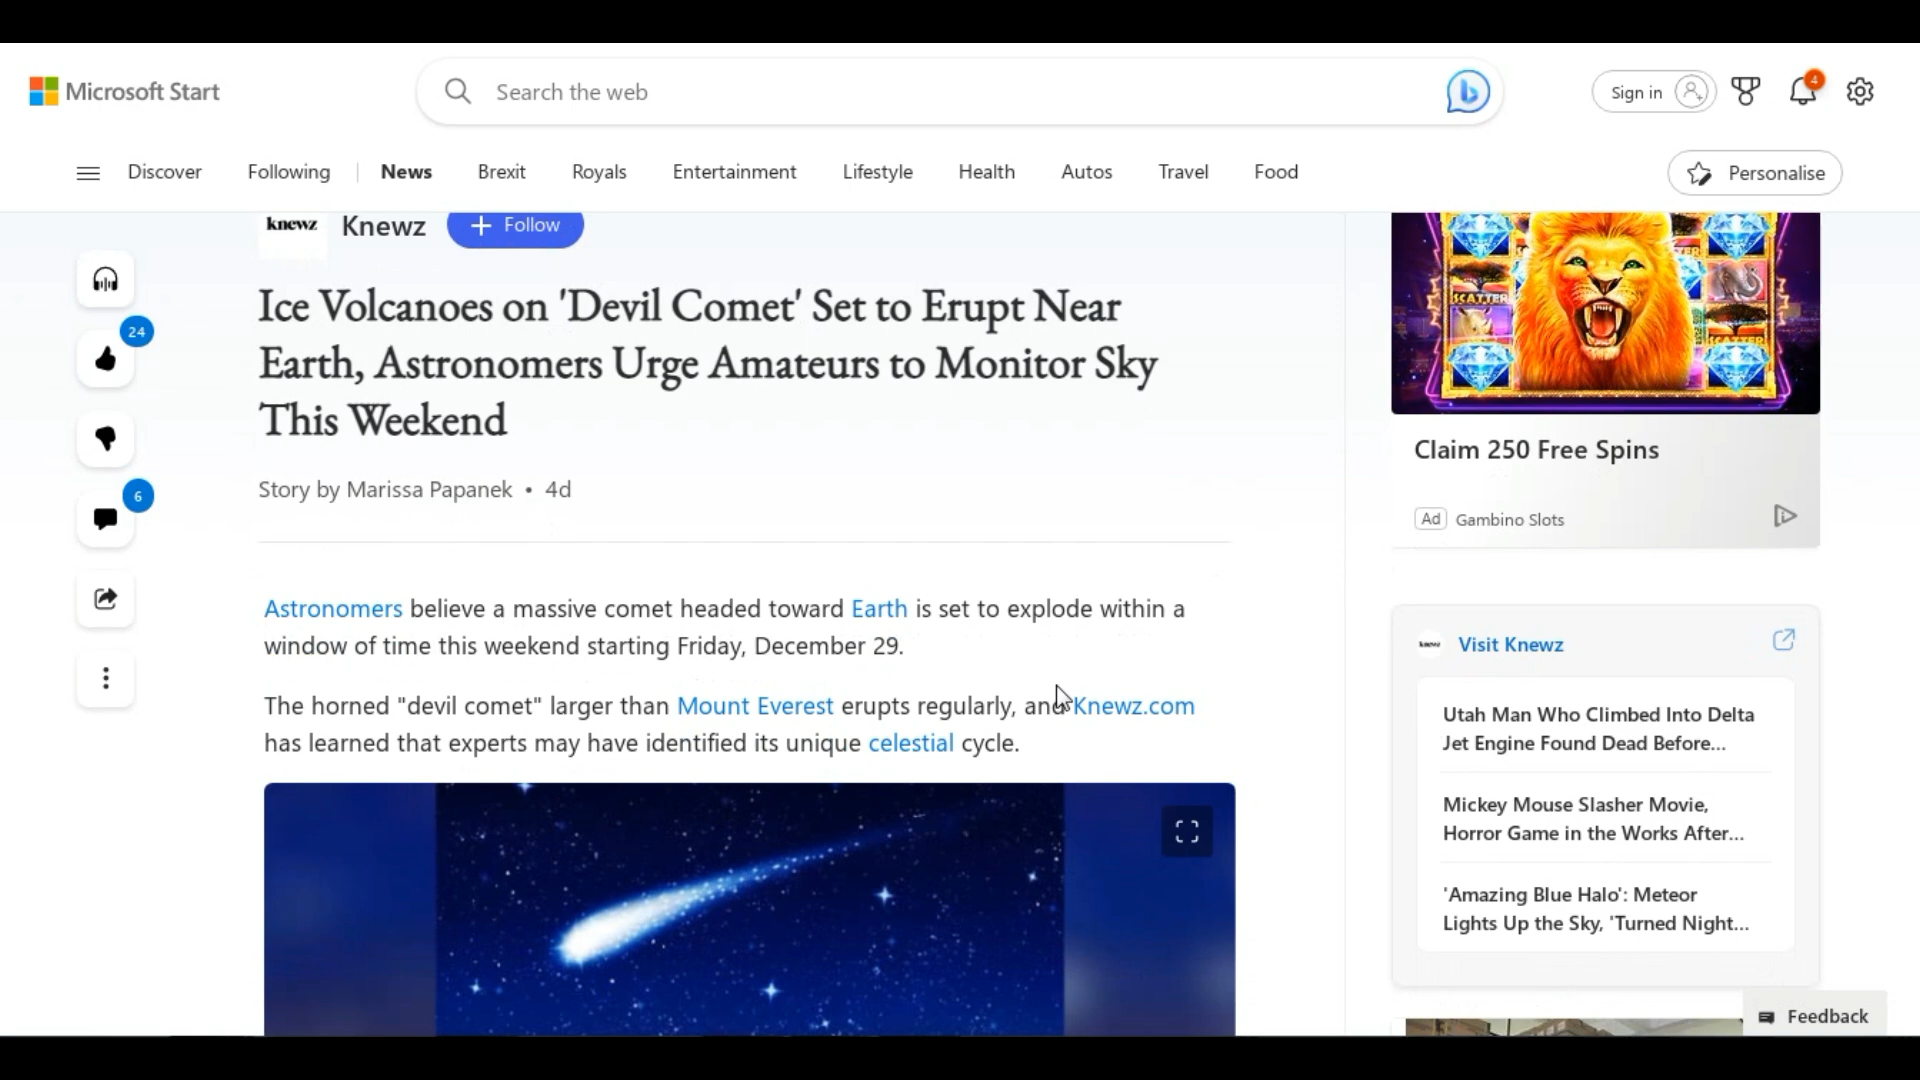 Microsoft Start
Search the web
Sign in
4
Discover
Following
News
Brexit
Royals
Entertainment
Lifestyle
Health
Autos
Travel
Food
Personalise
knewz
Knewz
+ Follow
24
6
Ice Volcanoes on 'Devil Comet' Set to Erupt Near
Earth, Astronomers Urge Amateurs to Monitor Sky
This Weekend
Story by Marissa Papanek • 4d
Astronomers believe a massive comet headed toward Earth is set to explode within a
window of time this weekend starting Friday, December 29.
The horned "devil comet" larger than Mount Everest erupts regularly, and Knewz.com
has learned that experts may have identified its unique celestial cycle.
SCATTER
SCATTER
Claim 250 Free Spins
Ad Gambino Slots
knewz
Visit Knewz
Utah Man Who Climbed Into Delta
Jet Engine Found Dead Before...
Mickey Mouse Slasher Movie,
Horror Game in the Works After...
'Amazing Blue Halo': Meteor
Lights Up the Sky, 'Turned Night...
Feedback